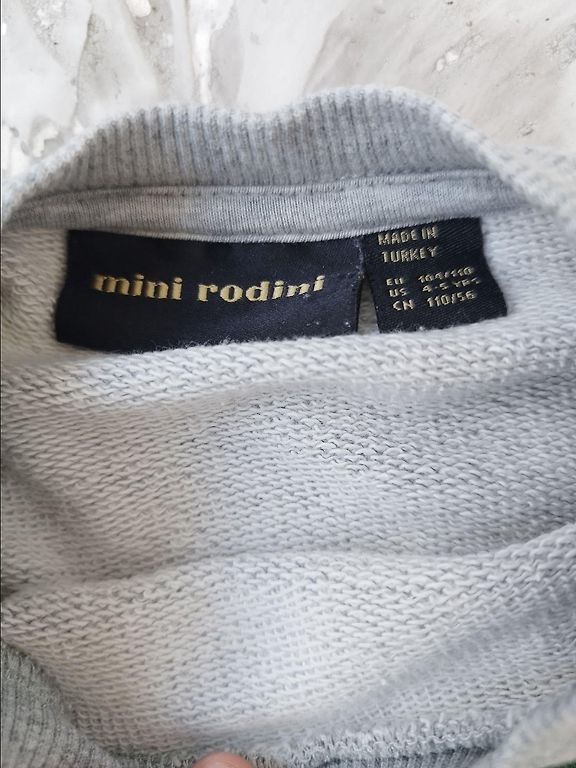 mini rodini
MADE IN
TURKEY
EU 104/110
US 4-5 YRS
CN 110/56